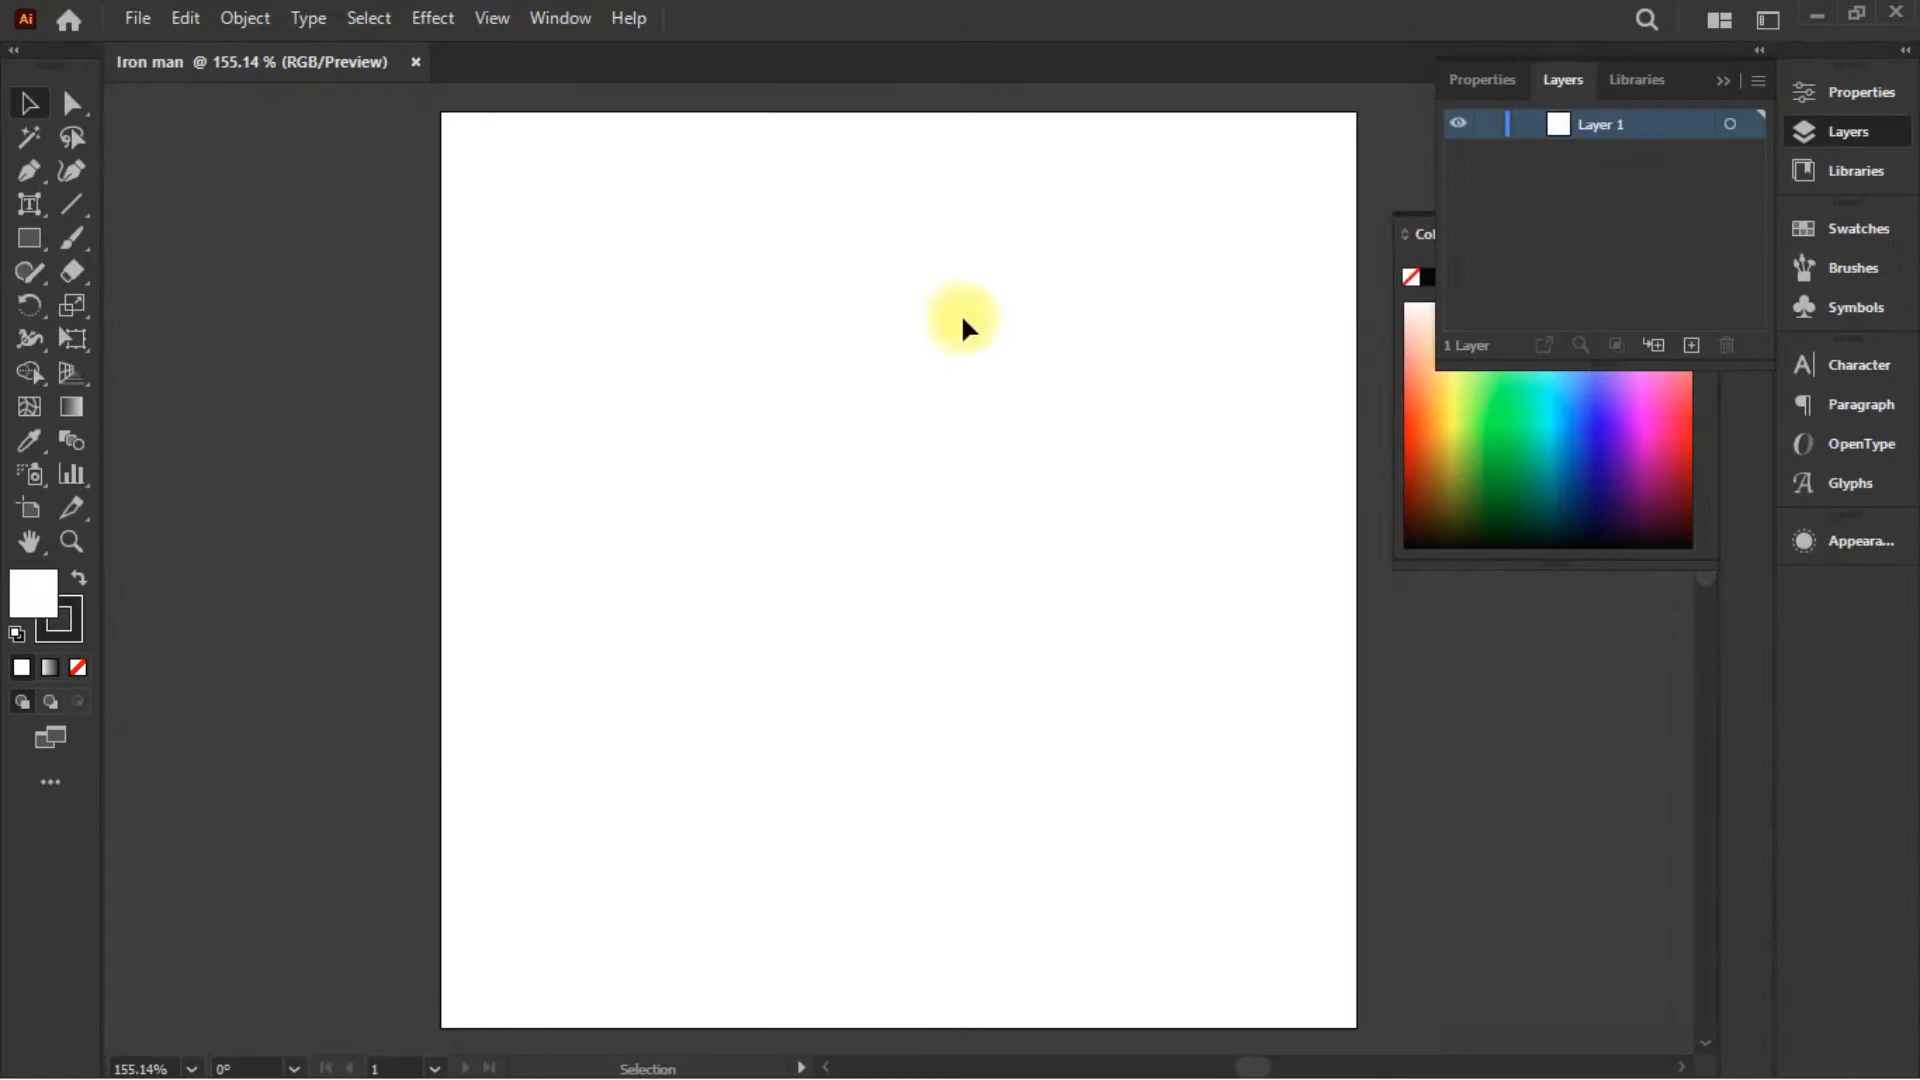 Ai
File Edit Object Type Select Effect View Window Help
Iron man @ 155.14 % (RGB/Preview) ×
Properties Layers Libraries
Layer 1
Col
1 Layer
Properties
Layers
Libraries
Swatches
Brushes
Symbols
Character
Paragraph
OpenType
Glyphs
Appeara...
155.14% 0° 1 Selection